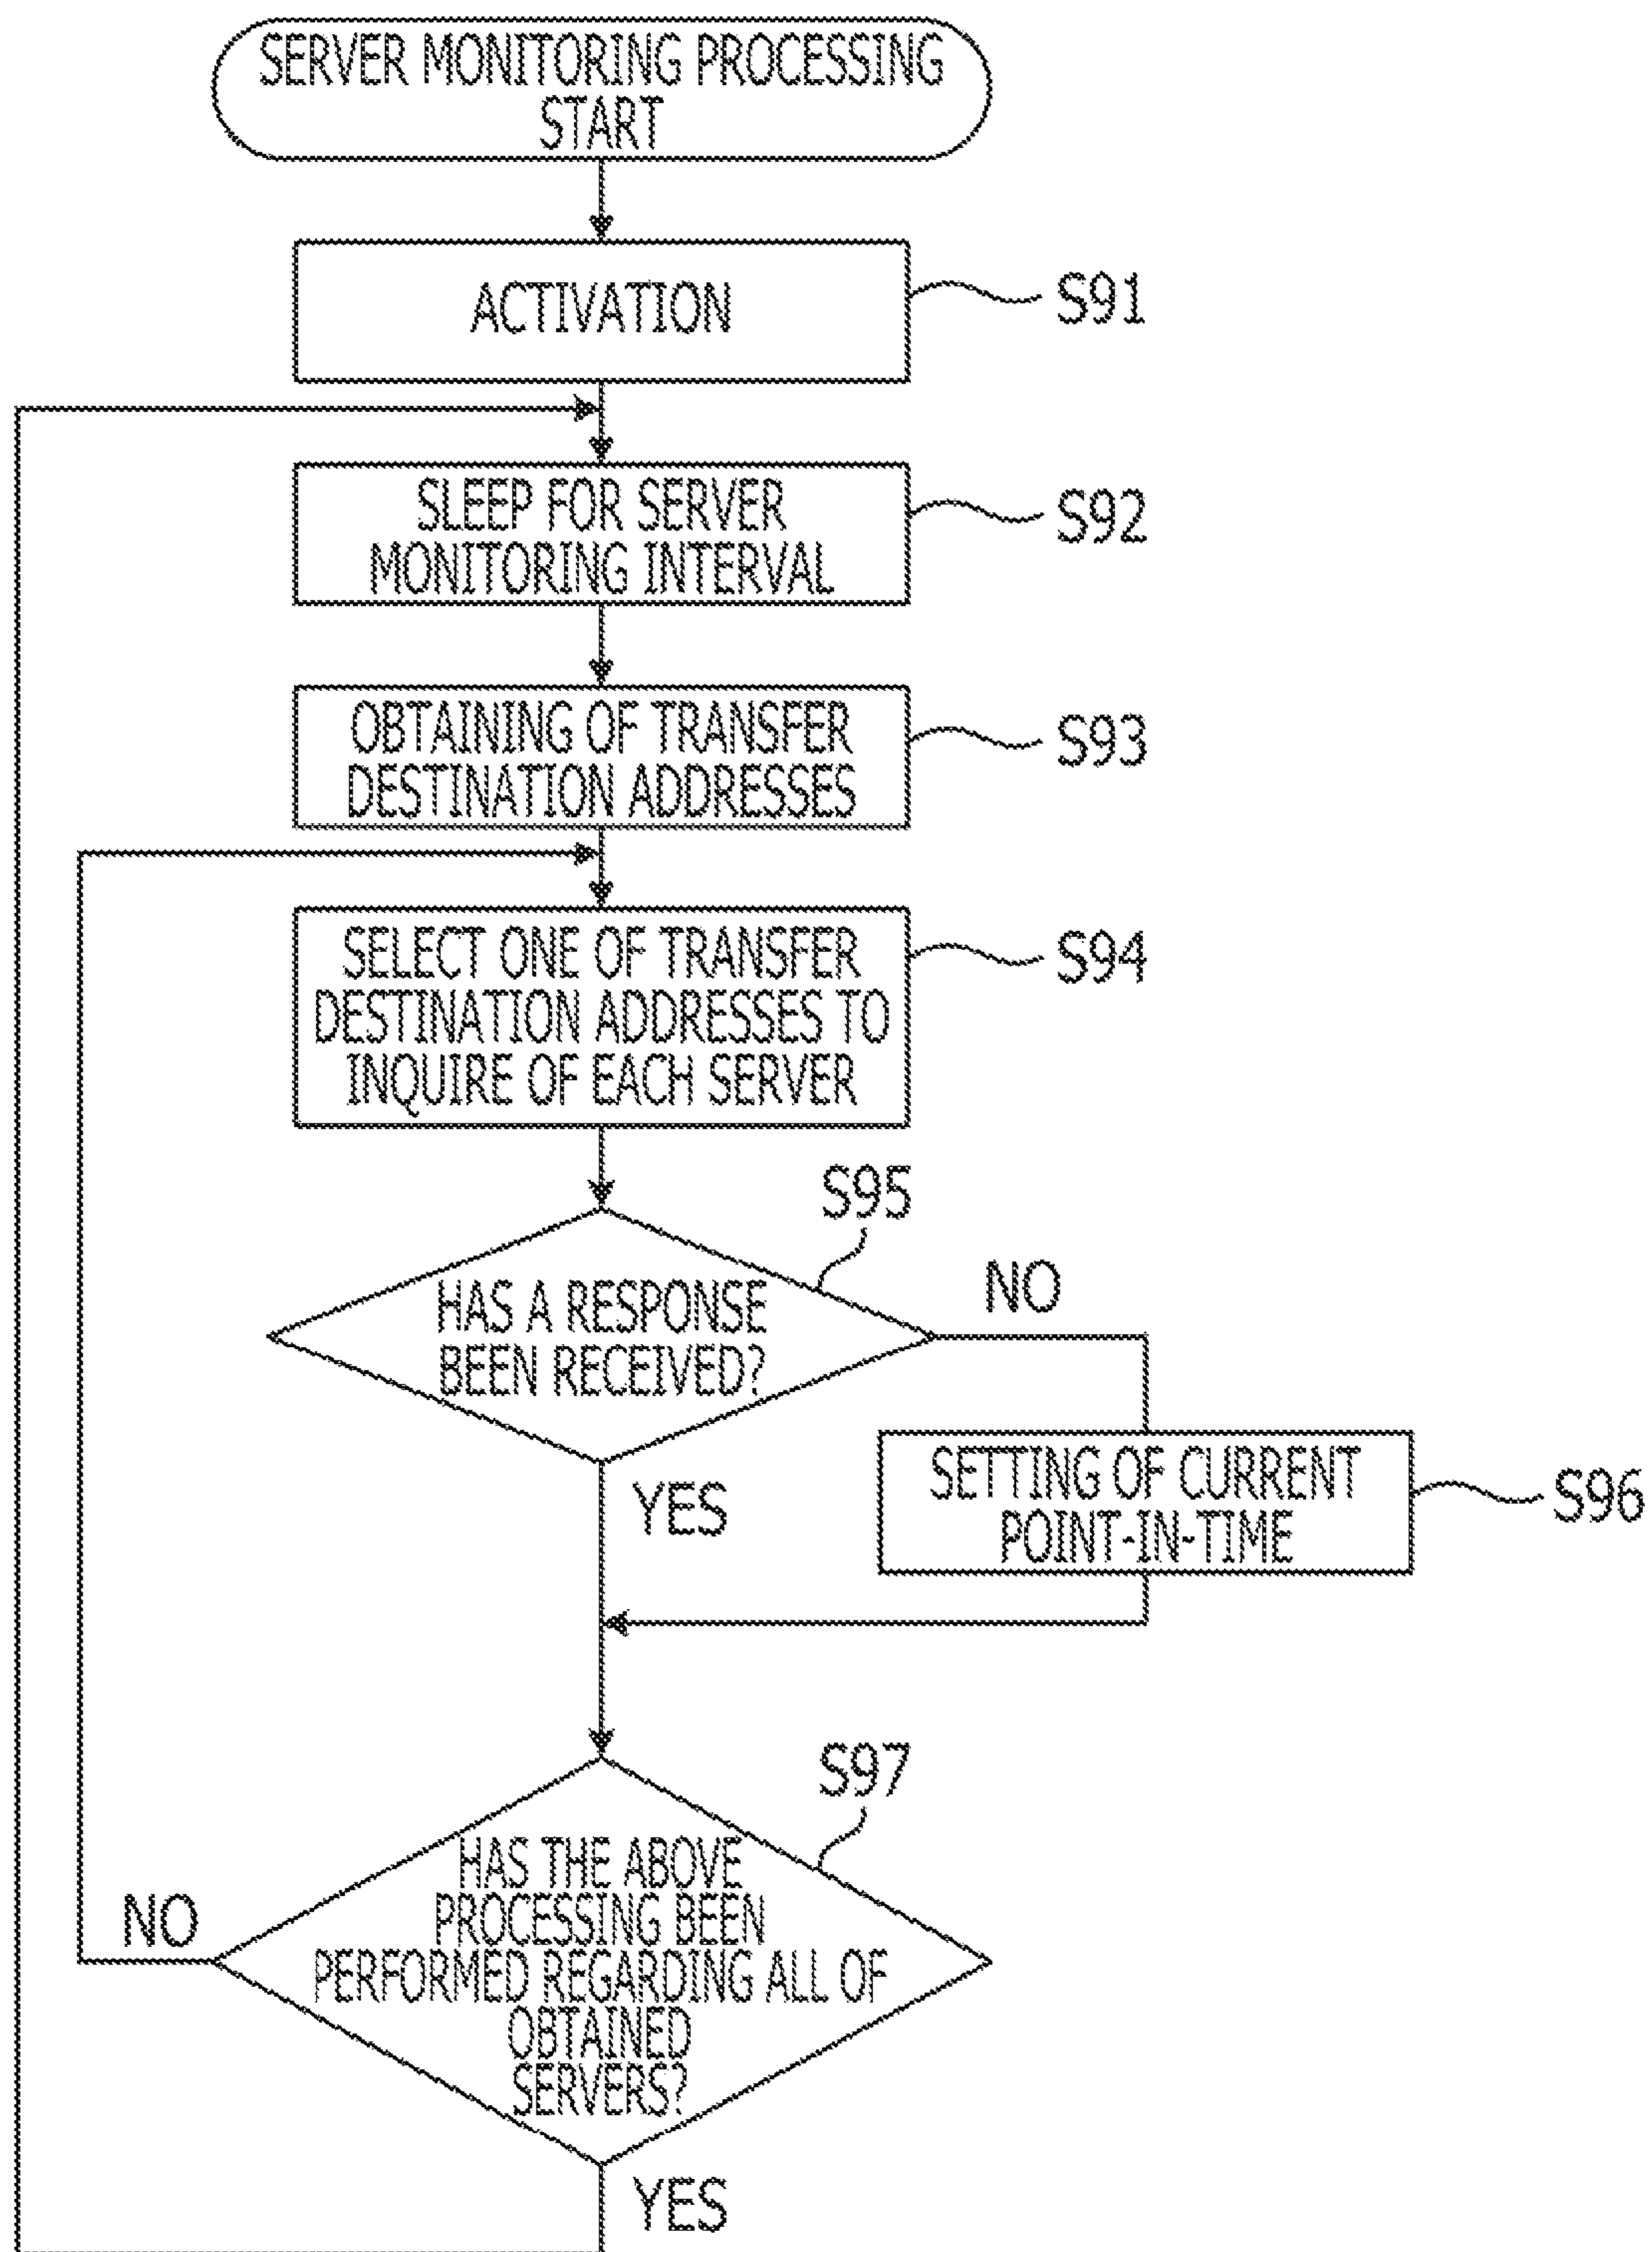 SERVER MONITORING PROCESSING
START
ACTIVATION
S91
SLEEP FOR SERVER
MONITORING INTERVAL
S92
OBTAINING OF TRANSFER
DESTINATION ADDRESSES
S93
SELECT ONE OF TRANSFER
DESTINATION ADDRESSES TO
INQUIRE OF EACH SERVER
S94
S95
HAS A RESPONSE
BEEN RECEIVED?
NO
YES
SETTING OF CURRENT
POINT-IN-TIME
S96
S97
HAS THE ABOVE
PROCESSING BEEN
PERFORMED REGARDING ALL OF
OBTAINED
SERVERS?
NO
YES